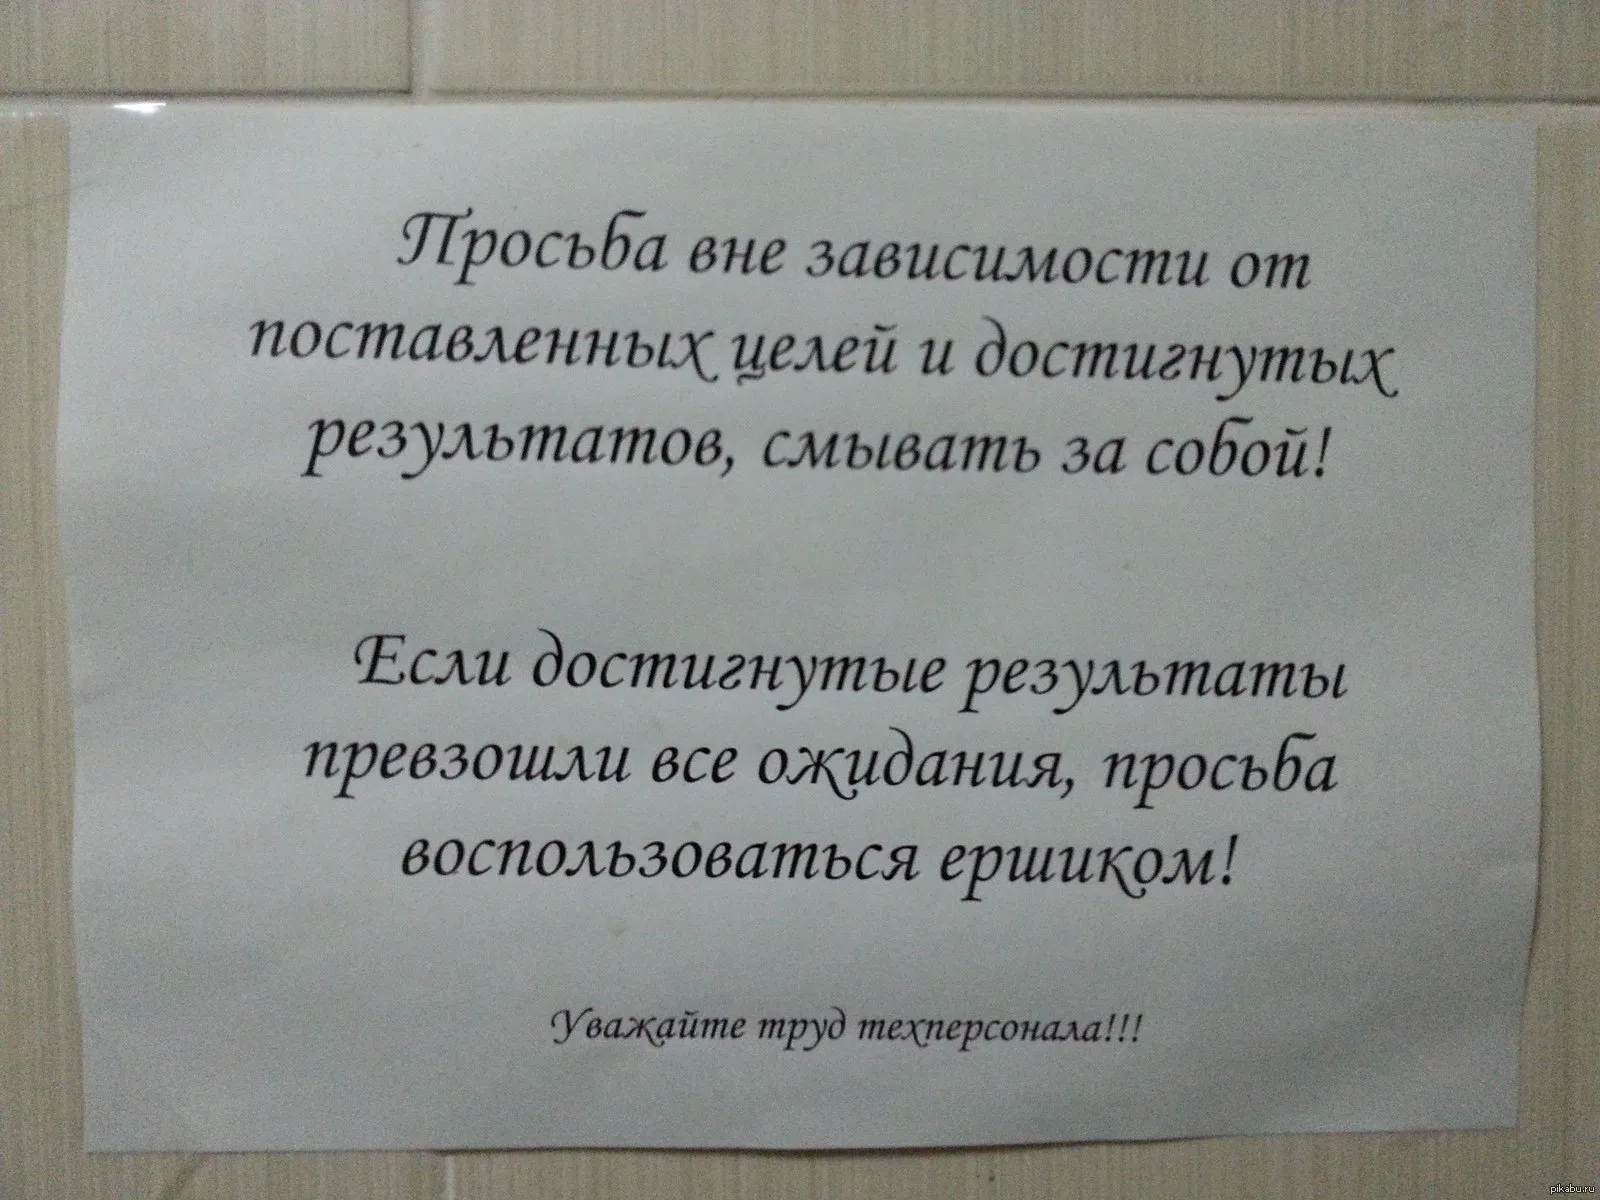 Просьба вне зависимости от
поставленных целей и достигнутых
результатов, смывать за собой!
Если достигнутые результаты
превзошли все ожидания, просьба
воспользоваться ершиком!
Уважайте труд техперсонала!!!
pikabu.ru